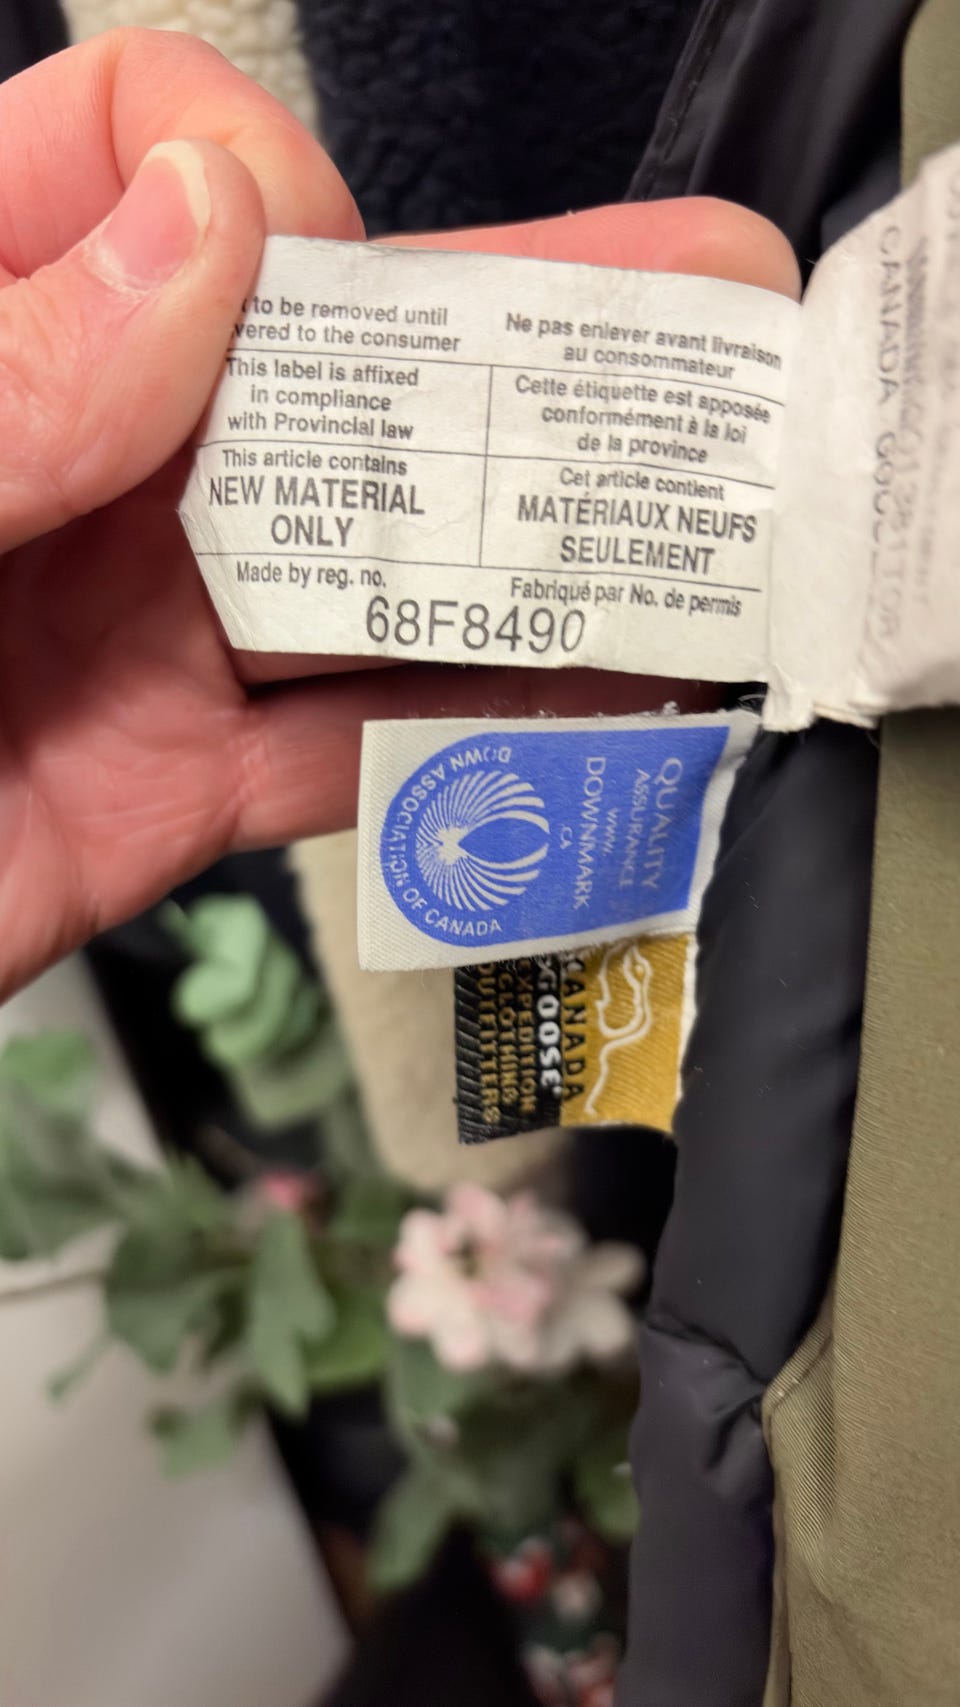 to be removed until
vered to the consumer
Ne pas enlever avant livraison
au consommateur
This label is affixed
in compliance
with Provincial law
Cette étiquette est apposée
conformément à la loi
de la province
This article contains
NEW MATERIAL
ONLY
Cet article contient
MATÉRIAUX NEUFS
SEULEMENT
Made by reg. no.
Fabriqué par No. de permis
68F8490
QUALITY
ASSURANCE
WWW.
DOWNMARK
.CA
DOWN ASSOCIATION OF CANADA
CANADA
GOOSE
EXPEDITION
CLOTHING
OUTFITTERS
CANADA